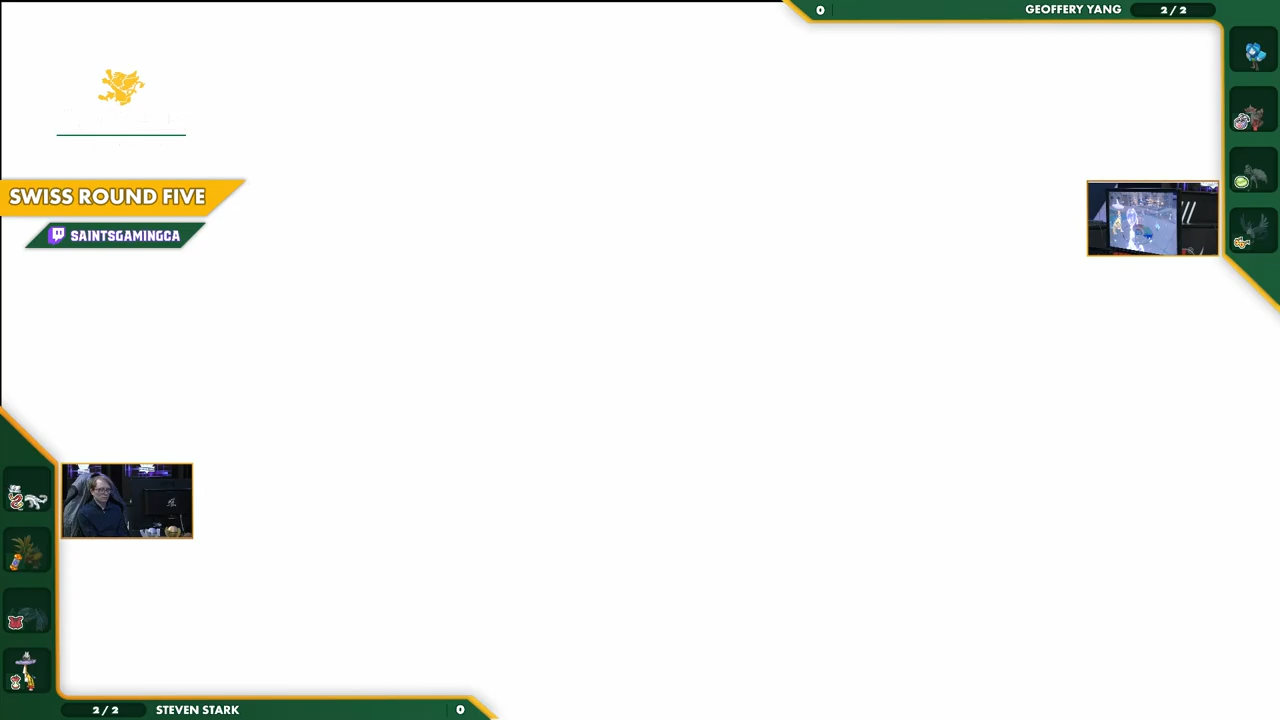 0 GEOFFERY YANG 2 / 2
SWISS ROUND FIVE
SAINTSGAMINGCA
2 / 2 STEVEN STARK 0